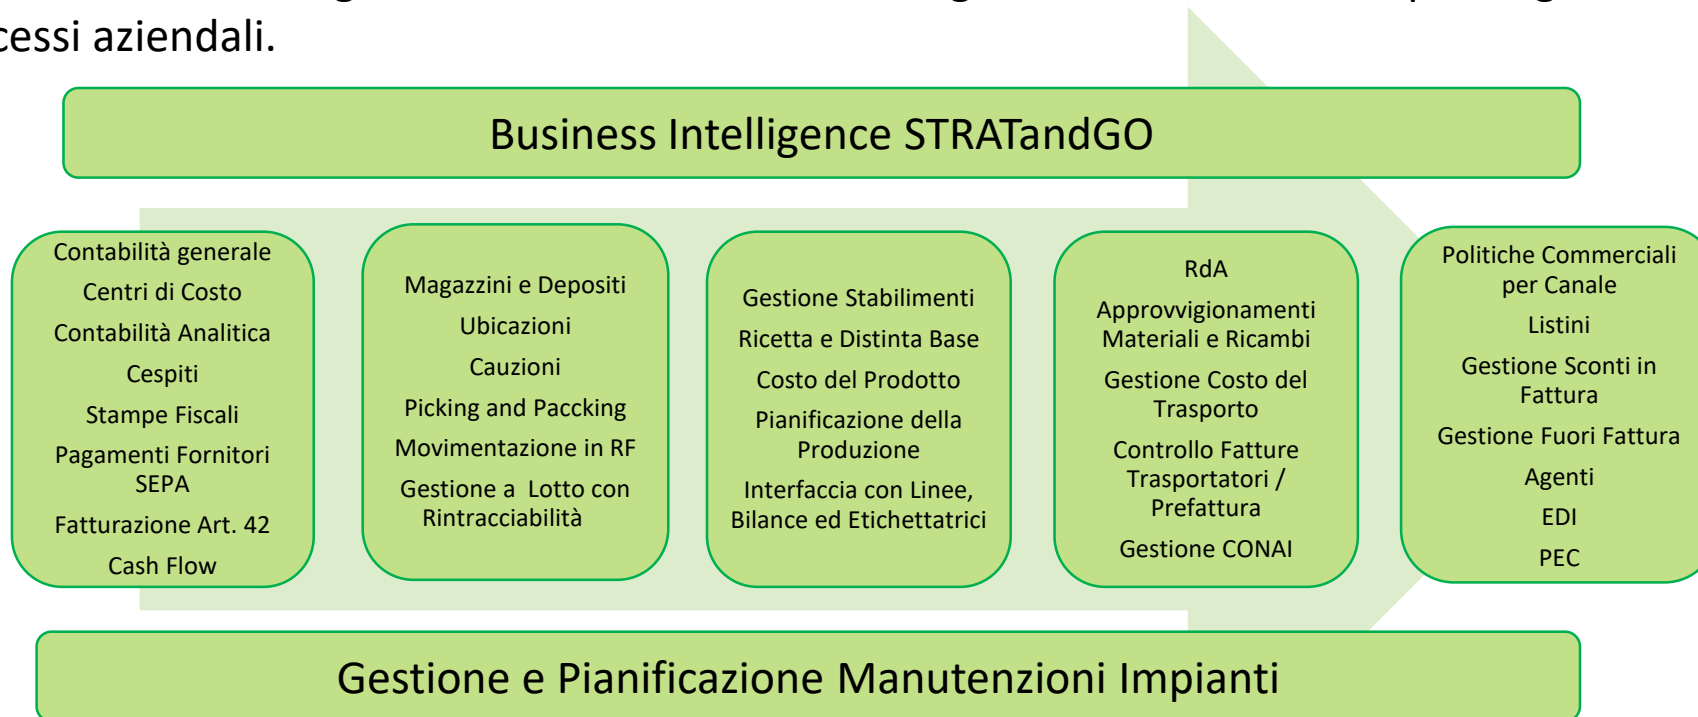 cessi aziendali.
Business Intelligence STRATandGO
Contabilità generale
Centri di Costo
Contabilità Analitica
Cespiti
Stampe Fiscali
Pagamenti Fornitori
SEPA
Fatturazione Art. 42
Cash Flow
Magazzini e Depositi
Ubicazioni
Cauzioni
Picking and Paccking
Movimentazione in RF
Gestione a Lotto con
Rintracciabilità
Gestione Stabilimenti
Ricetta e Distinta Base
Costo del Prodotto
Pianificazione della
Produzione
Interfaccia con Linee,
Bilance ed Etichettatrici
RdA
Approvvigionamenti
Materiali e Ricambi
Gestione Costo del
Trasporto
Controllo Fatture
Trasportatori /
Prefattura
Gestione CONAI
Politiche Commerciali
per Canale
Listini
Gestione Sconti in
Fattura
Gestione Fuori Fattura
Agenti
EDI
PEC
Gestione e Pianificazione Manutenzioni Impianti